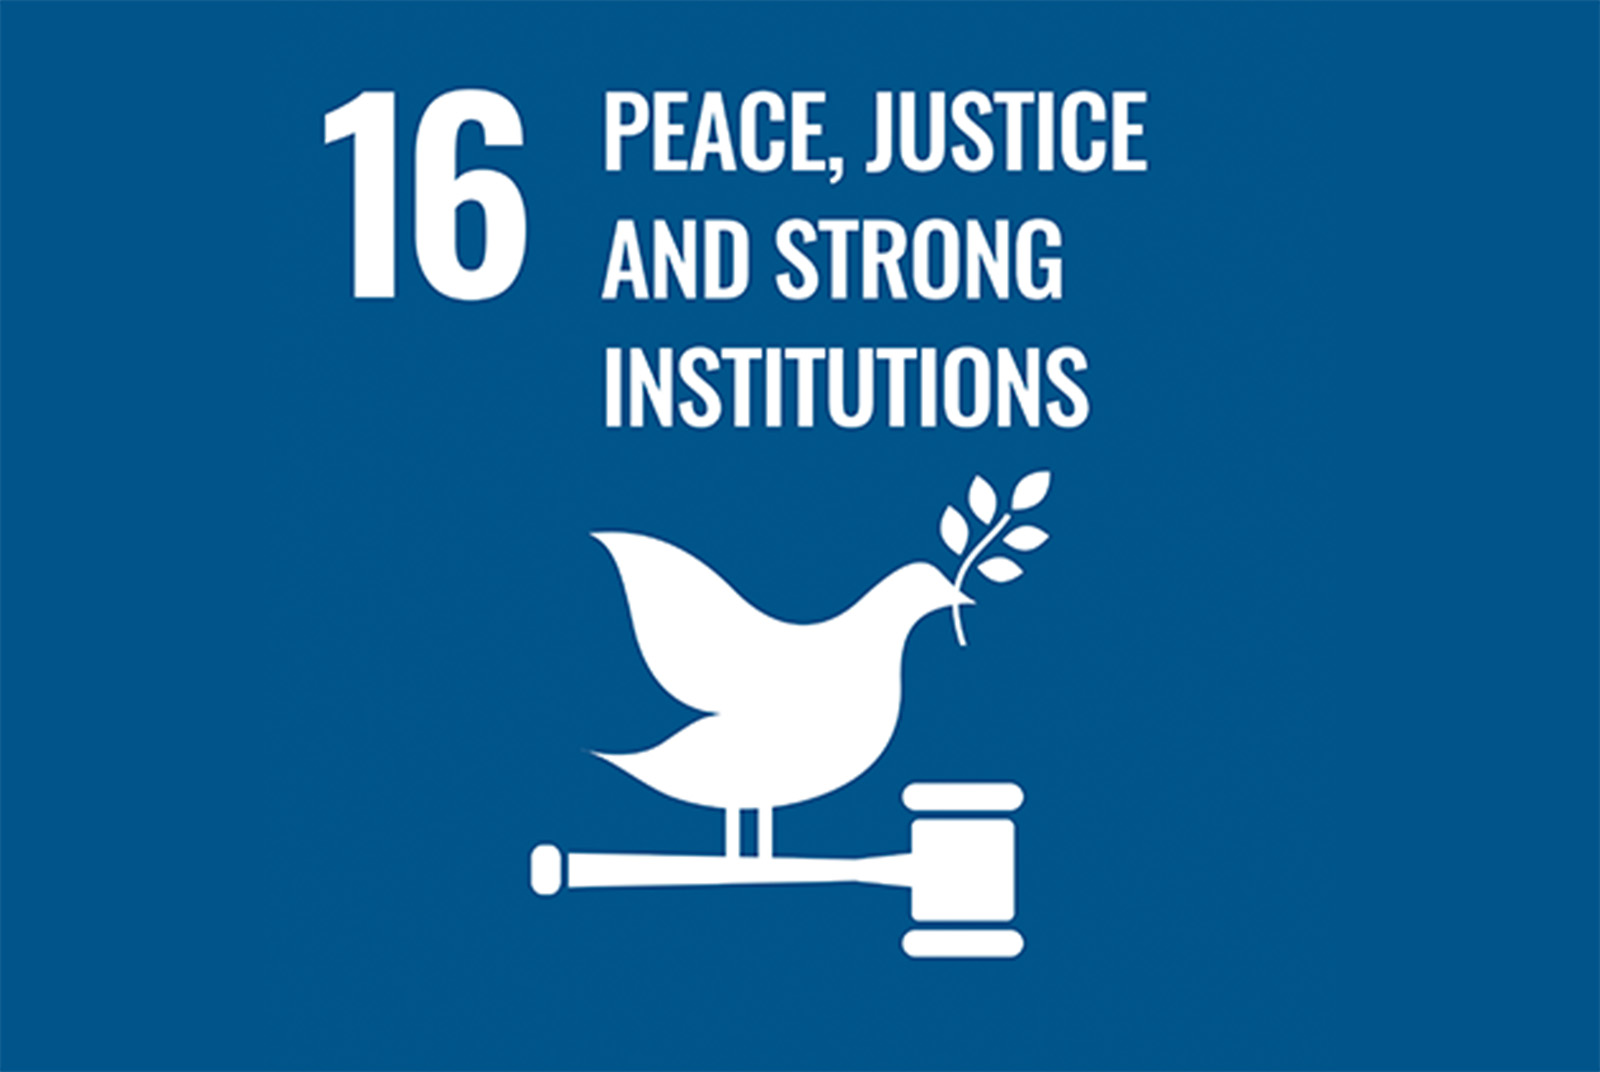 16 PEACE, JUSTICE
AND STRONG
INSTITUTIONS